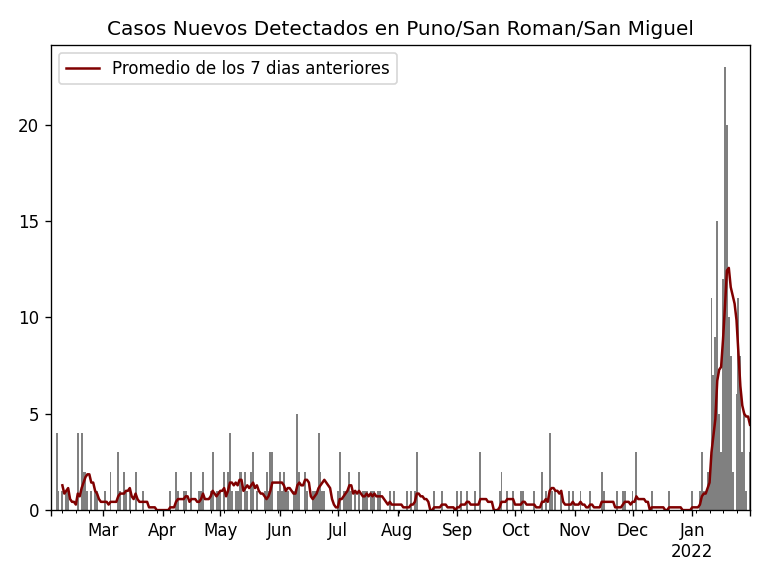 Casos Nuevos Detectados en Puno/San Roman/San Miguel
Promedio de los 7 dias anteriores
20
15
10
5
0
Mar Apr May Jun Jul Aug Sep Oct Nov Dec Jan
2022